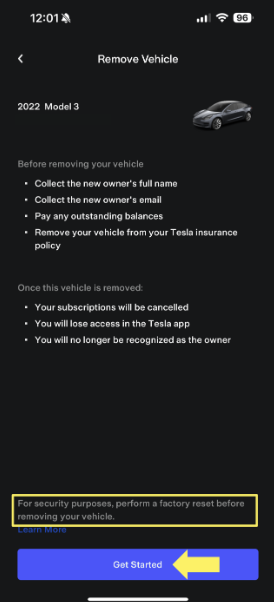 12:01
96
Remove Vehicle
2022 Model 3
Before removing your vehicle
• Collect the new owner's full name
• Collect the new owner's email
• Pay any outstanding balances
• Remove your vehicle from your Tesla insurance
policy
Once this vehicle is removed:
• Your subscriptions will be cancelled
• You will lose access in the Tesla app
• You will no longer be recognized as the owner
For security purposes, perform a factory reset before
removing your vehicle.
Learn More
Get Started